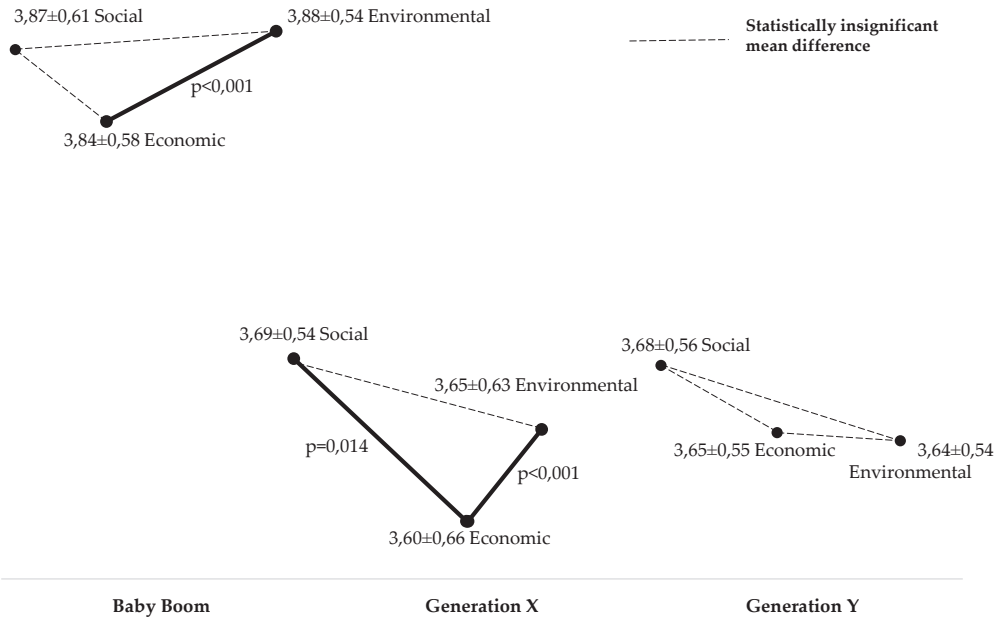 3,87±0,61 Social
3,88±0,54 Environmental
Statistically insignificant
mean difference
p<0,001
3,84±0,58 Economic
3,69±0,54 Social
3,68±0,56 Social
3,65±0,63 Environmental
p=0,014
3,65±0,55 Economic
3,64±0,54
Environmental
p<0,001
3,60±0,66 Economic
Baby Boom
Generation X
Generation Y